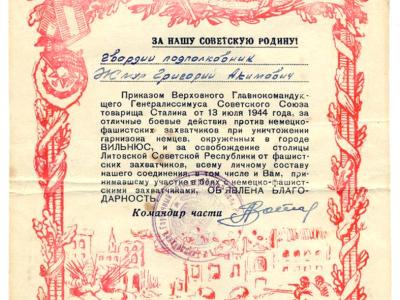 ЗА НАШУ СОВЕТСКУЮ РОДИНУ!
Гвардии подполковник
Жмур Григорий Акимович
Приказом Верховного Главнокомандую-
щего Генералиссимуса Советского Союза
товарища Сталина от 13 июля 1944 года, за
отличные боевые действия против немецко-
фашистских захватчиков при уничтожении
гарнизона немцев, окруженных в городе
ВИЛЬНЮС, и за освобождение столицы
Литовской Советской Республики от фашист-
ских захватчиков, всему личному составу
нашего соединения, в том числе и Вам, при-
нимавшему участие в боях с немецко-фашист-
скими захватчиками, ОБ'ЯВЛЕНА БЛАГО-
ДАРНОСТЬ.
Командир части